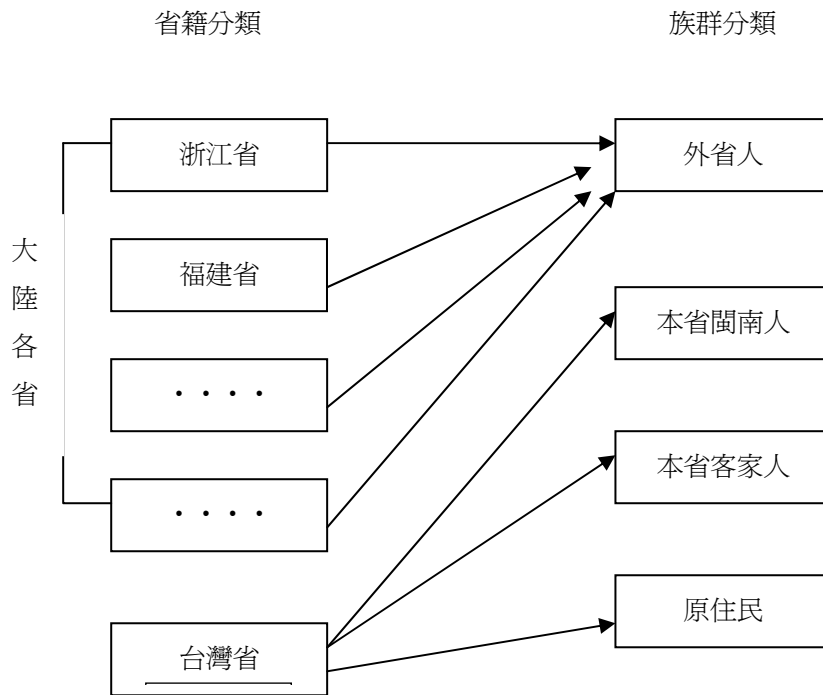 省籍分類
族群分類
浙江省
外省人
福建省
大陸各省
本省閩南人
‧‧‧‧
本省客家人
‧‧‧‧
原住民
台灣省